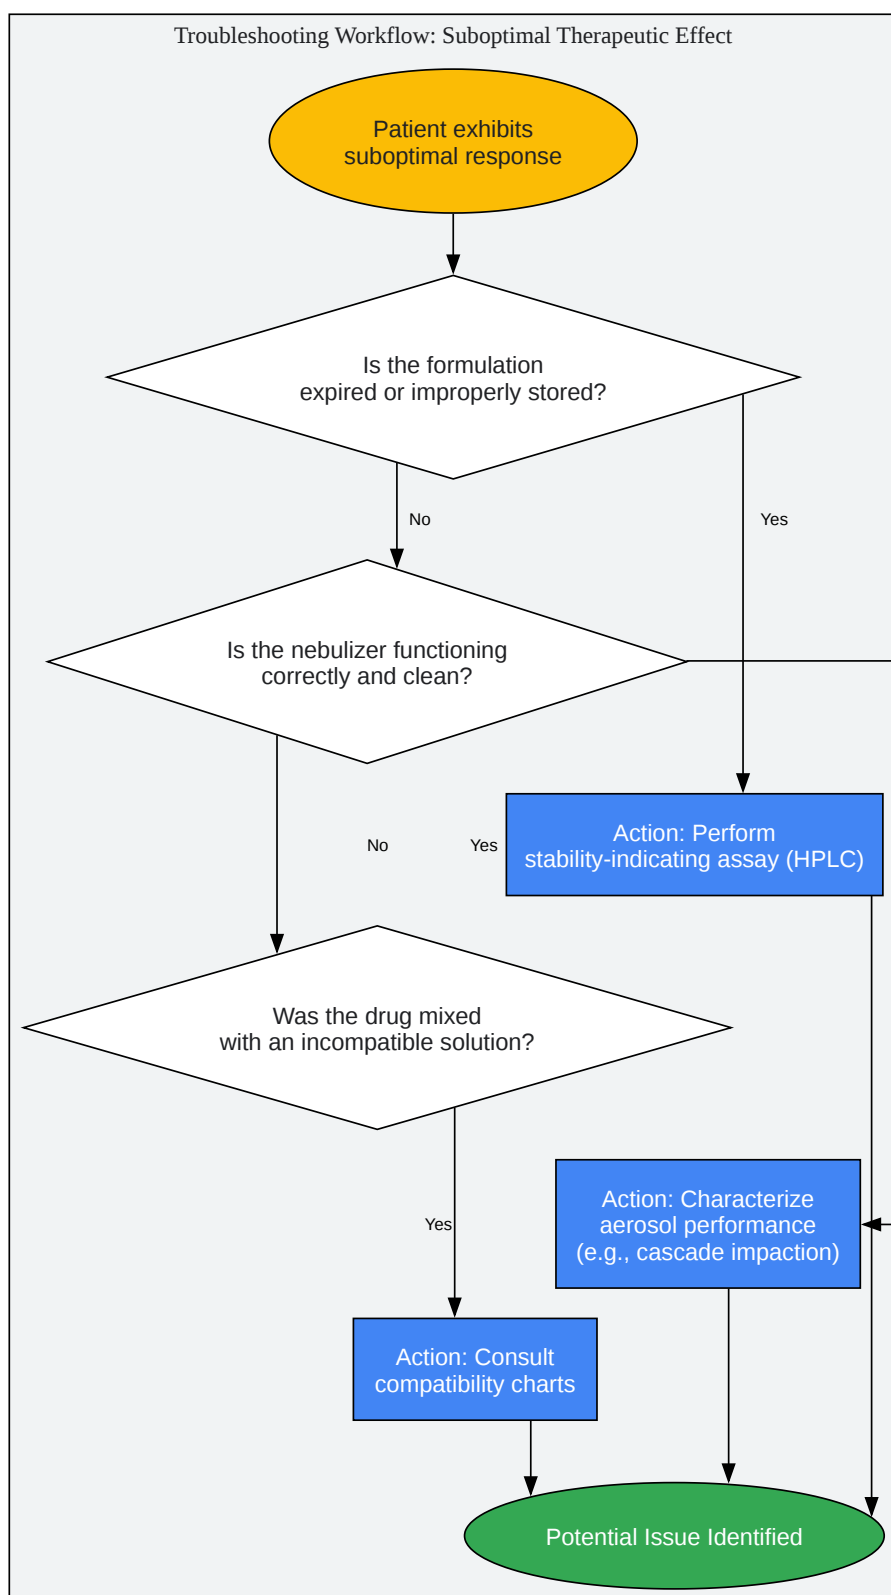 Troubleshooting Workflow: Suboptimal Therapeutic Effect
Patient exhibits
suboptimal response
Is the formulation
expired or improperly stored?
No
Yes
Is the nebulizer functioning
correctly and clean?
No
Yes
Action: Perform
stability-indicating assay (HPLC)
Was the drug mixed
with an incompatible solution?
Yes
Action: Characterize
aerosol performance
(e.g., cascade impaction)
Action: Consult
compatibility charts
Potential Issue Identified